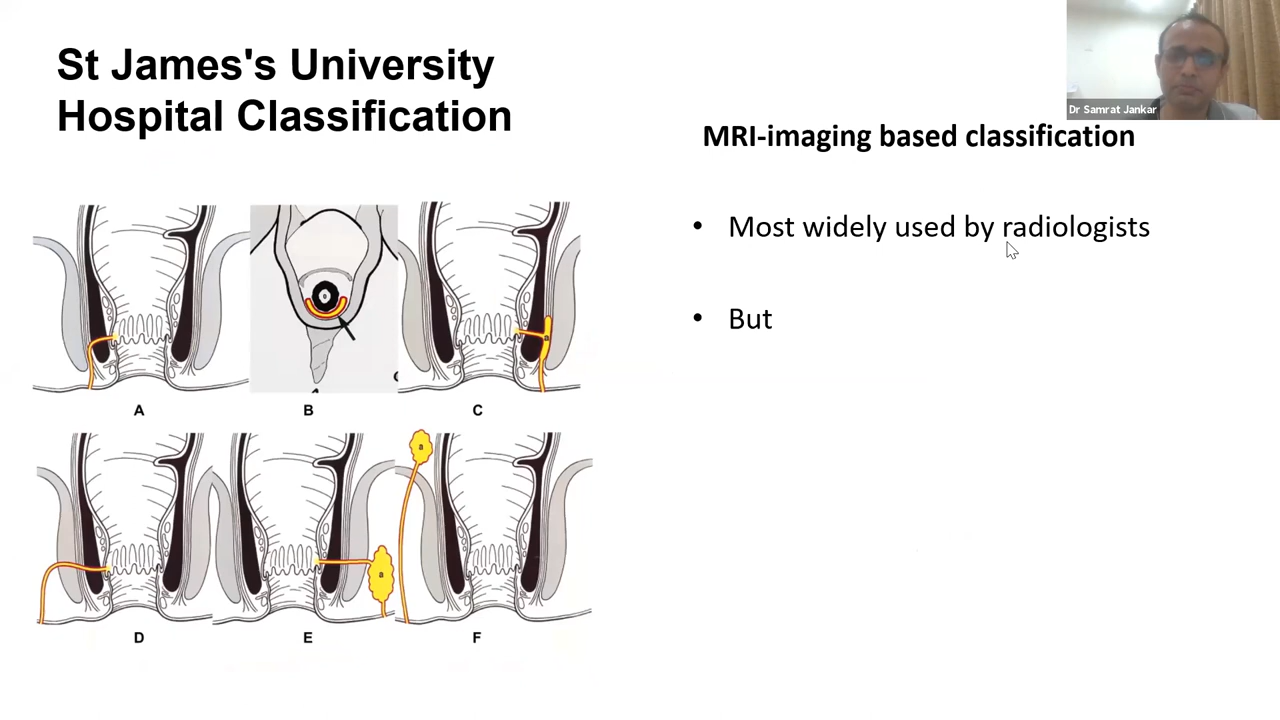 St James's University
Hospital Classification
Dr Samrat Jankar
MRI-imaging based classification
• Most widely used by radiologists
• But
A
B
C
D
E
F
a
a
a